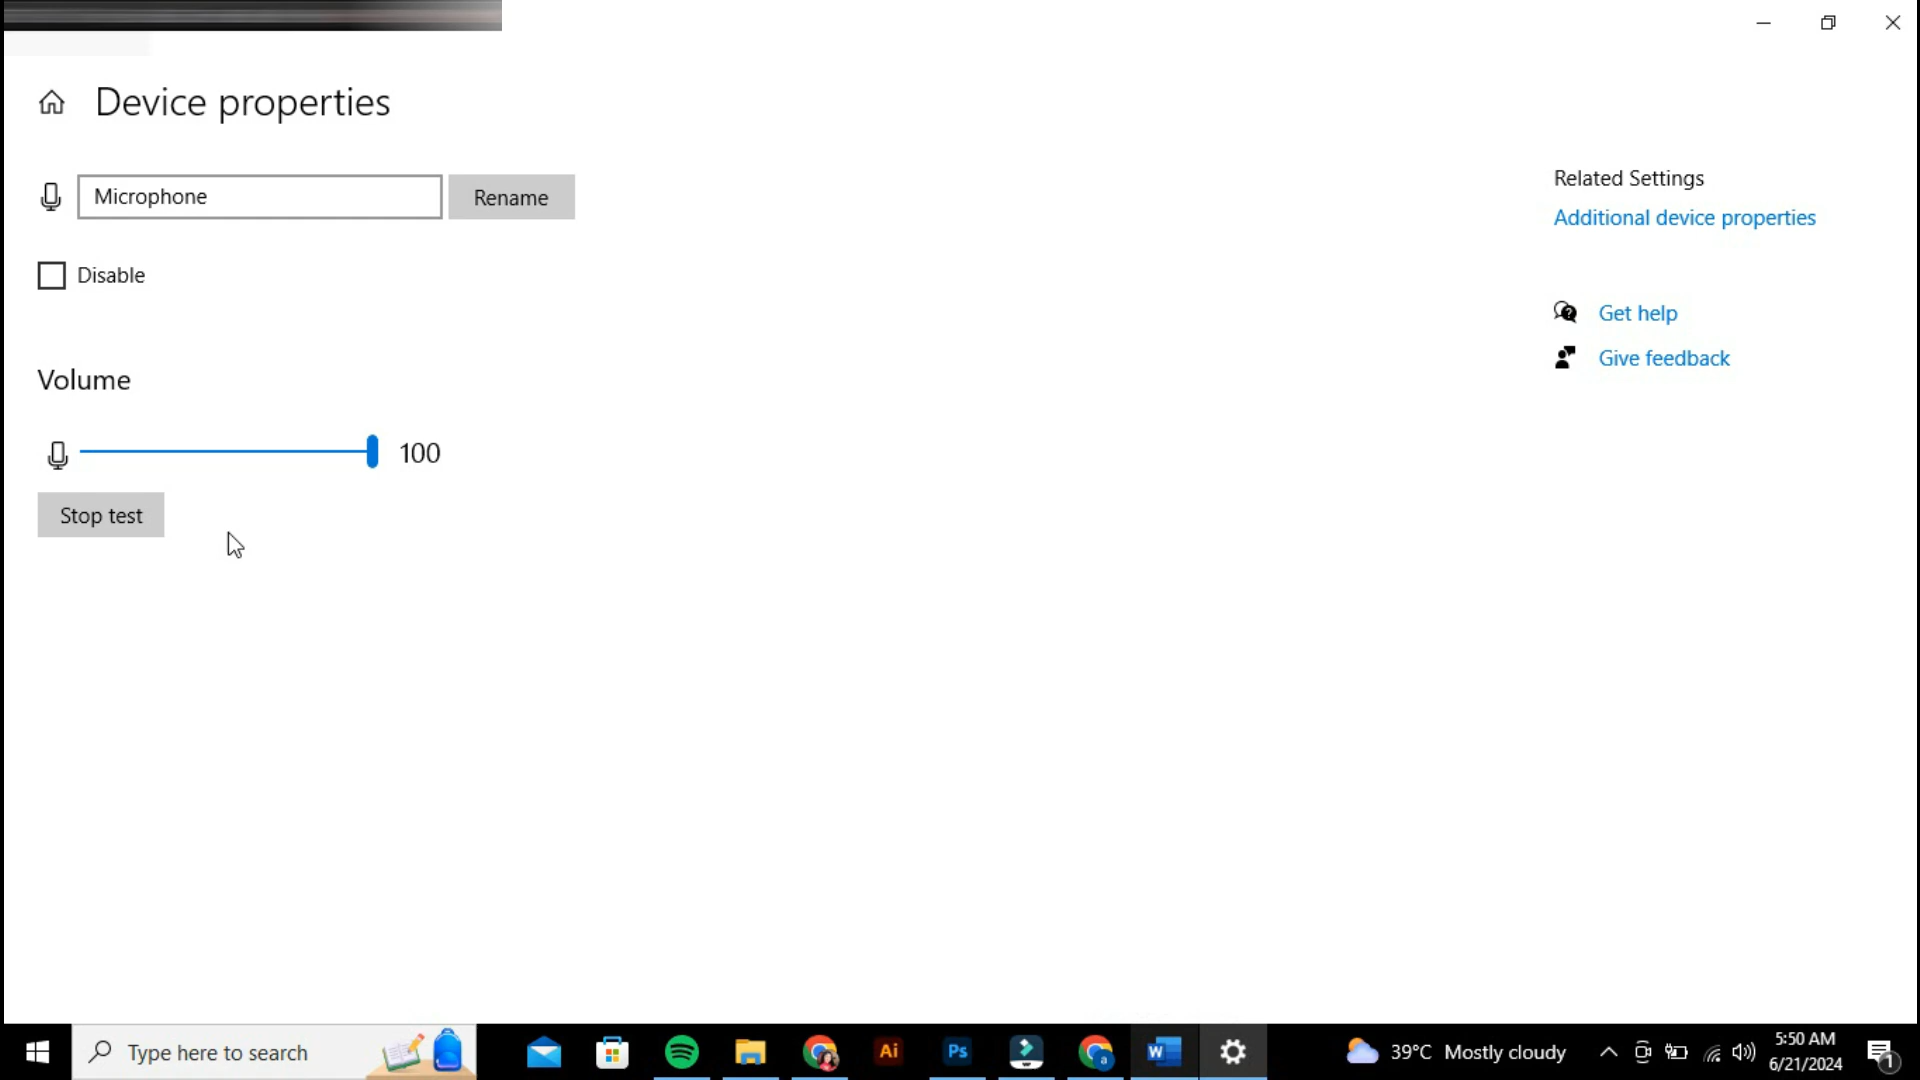 Device properties
Microphone
Rename
Disable
Volume
100
Stop test
Related Settings
Additional device properties
Get help
Give feedback
Type here to search
Ai
Ps
a
W
39°C Mostly cloudy
5:50 AM
6/21/2024
1